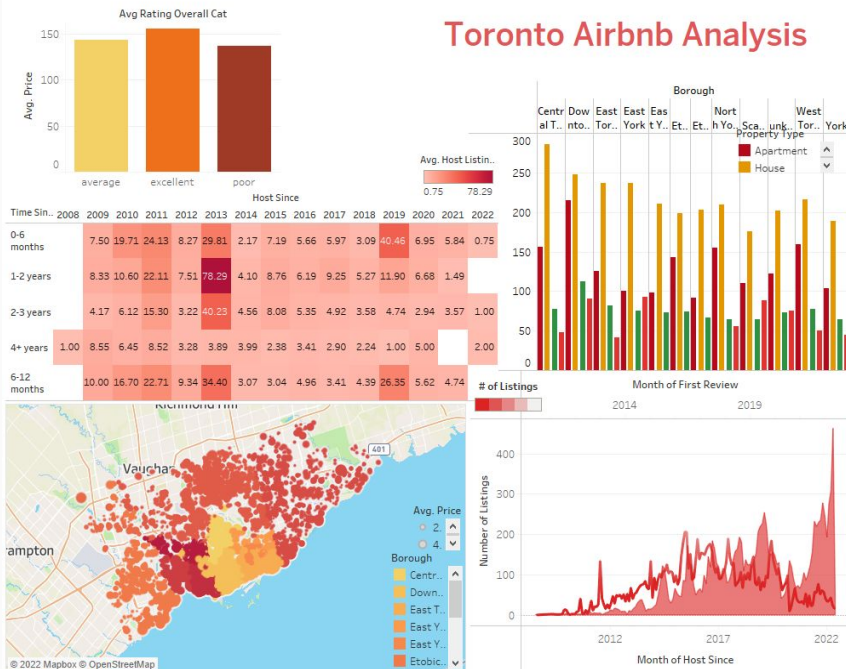 Avg Rating Overall Cat
Avg. Price
150
100
50
0
average excellent poor
Toronto Airbnb Analysis
Avg. Host Listin..
0.75 78.29
Host Since
Time Sin.. 2008 2009 2010 2011 2012 2013 2014 2015 2016 2017 2018 2019 2020 2021 2022
0-6 months 7.50 19.71 24.13 8.27 29.81 2.17 7.19 5.66 5.97 3.09 40.46 6.95 5.84 0.75
1-2 years 8.33 10.60 22.11 7.51 78.29 4.10 8.76 6.19 9.25 5.27 11.90 6.68 1.49
2-3 years 4.17 6.12 15.30 3.22 40.23 4.56 8.08 5.35 4.92 3.58 4.74 2.94 3.57 1.00
4+ years 1.00 8.55 6.45 8.52 3.28 3.89 3.99 2.38 3.41 2.90 2.24 1.00 5.00 2.00
6-12 months 10.00 16.70 22.71 9.34 34.40 3.07 3.04 4.96 3.41 4.39 26.35 5.62 4.74
Borough
Centr Dow East East Eas Nort West
al T.. nto.. Tor.. York t Y.. Et.. Et.. h Yo.. Sca.. unk.. Tor.. York
Property Type
Apartment
House
300
250
200
150
100
50
0
Richmond Hill
Vaughan
401
rampton
Avg. Price
2.
4.
Borough
Centr..
Down..
East T..
East Y..
East Y..
Etobic..
© 2022 Mapbox © OpenStreetMap
# of Listings
Month of First Review
2014 2019
Number of Listings
400
300
200
100
0
2012 2017 2022
Month of Host Since